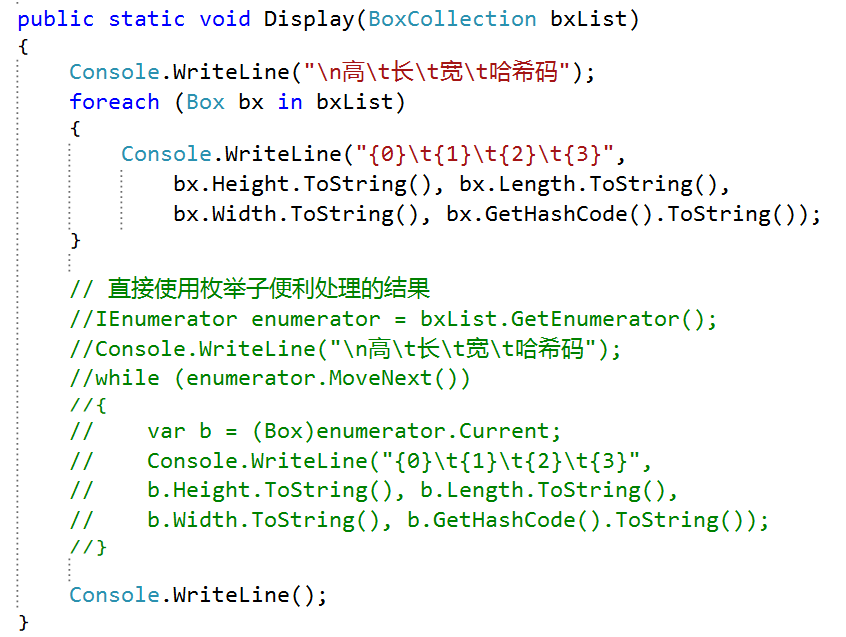 public static void Display(BoxCollection bxList)
{
    Console.WriteLine("\n高\t长\t宽\t哈希码");
    foreach (Box bx in bxList)
    {
        Console.WriteLine("{0}\t{1}\t{2}\t{3}",
            bx.Height.ToString(), bx.Length.ToString(),
            bx.Width.ToString(), bx.GetHashCode().ToString());
    }
    // 直接使用枚举子便利处理的结果
    //IEnumerator enumerator = bxList.GetEnumerator();
    //Console.WriteLine("\n高\t长\t宽\t哈希码");
    //while (enumerator.MoveNext())
    //{
    //    var b = (Box)enumerator.Current;
    //    Console.WriteLine("{0}\t{1}\t{2}\t{3}",
    //    b.Height.ToString(), b.Length.ToString(),
    //    b.Width.ToString(), b.GetHashCode().ToString());
    //}
    Console.WriteLine();
}